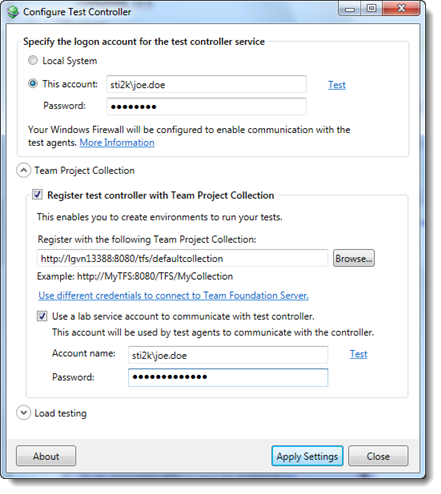 Configure Test Controller
Specify the logon account for the test controller service
Local System
This account: sti2k\joe.doe Test
Password: ●●●●●●●●
Your Windows Firewall will be configured to enable communication with the
test agents. More Information
Team Project Collection
Register test controller with Team Project Collection
This enables you to create environments to run your tests.
Register with the following Team Project Collection:
http://lgvn13388:8080/tfs/defaultcollection Browse...
Example: http://MyTFS:8080/TFS/MyCollection
Use different credentials to connect to Team Foundation Server.
Use a lab service account to communicate with test controller.
This account will be used by test agents to communicate with the controller.
Account name: sti2k\joe.doe Test
Password: ●●●●●●●●●●●●●
Load testing
About Apply Settings Close